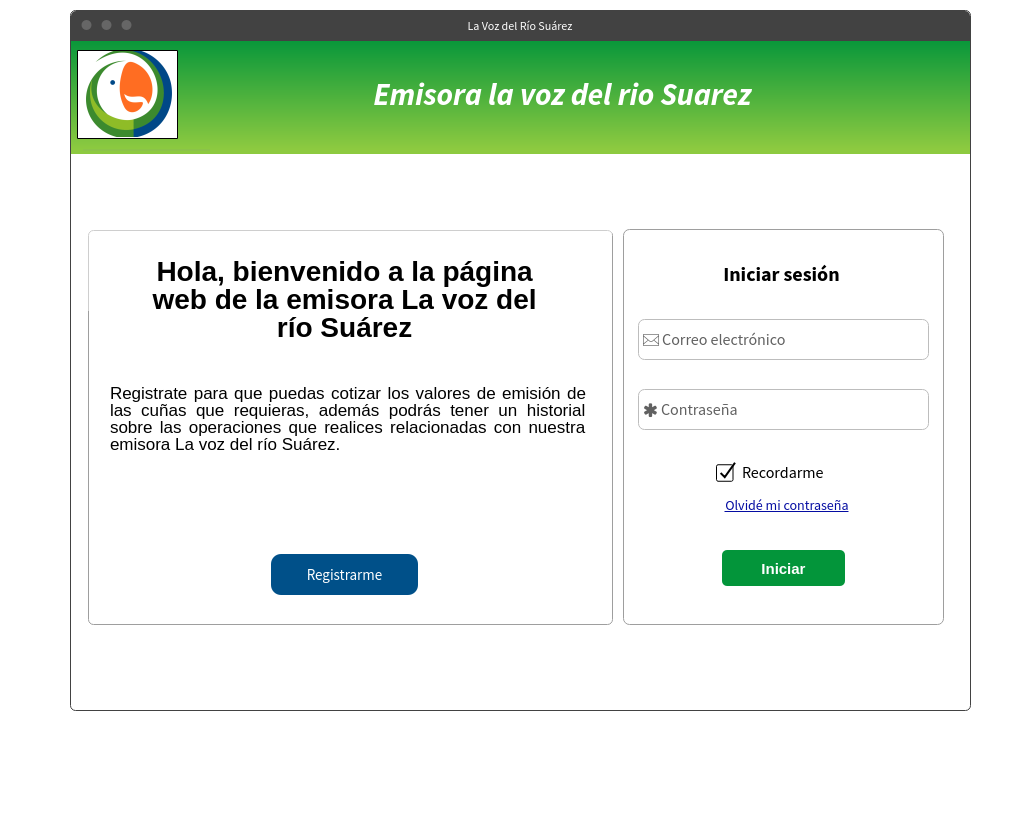 La Voz del Río Suárez
Emisora la voz del rio Suarez
Hola, bienvenido a la página
web de la emisora La voz del
río Suárez
Registrate para que puedas cotizar los valores de emisión de
las cuñas que requieras, además podrás tener un historial
sobre las operaciones que realices relacionadas con nuestra
emisora La voz del río Suárez.
Registrarme
Iniciar sesión
Correo electrónico
Contraseña
Recordarme
Olvidé mi contraseña
Iniciar